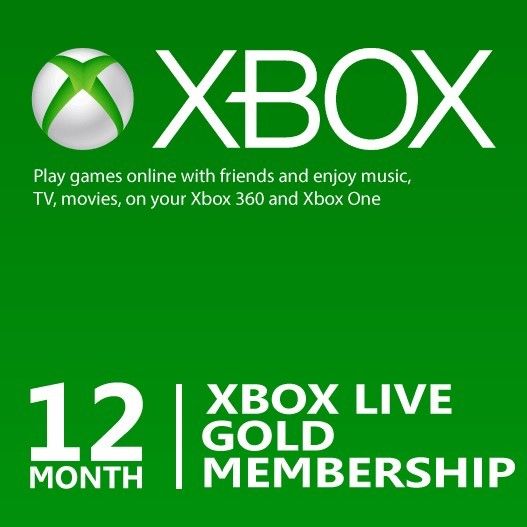 XBOX
Play games online with friends and enjoy music,
TV, movies, on your Xbox 360 and Xbox One
12
MONTH
XBOX LIVE
GOLD
MEMBERSHIP